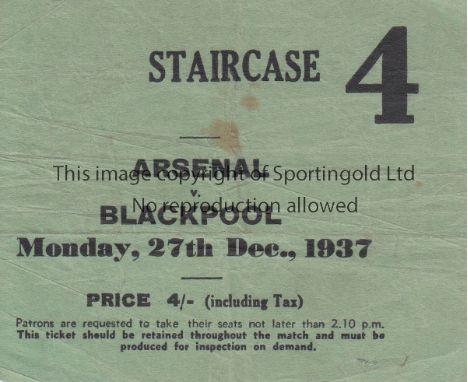 STAIRCASE 4
ARSENAL
This image copyright of Sportingold Ltd
v.
No reproduction allowed
BLACKPOOL
Monday, 27th Dec., 1937
PRICE 4/- (including Tax)
Patrons are requested to take their seats not later than 2.10 p.m.
This ticket should be retained throughout the match and must be
produced for inspection on demand.